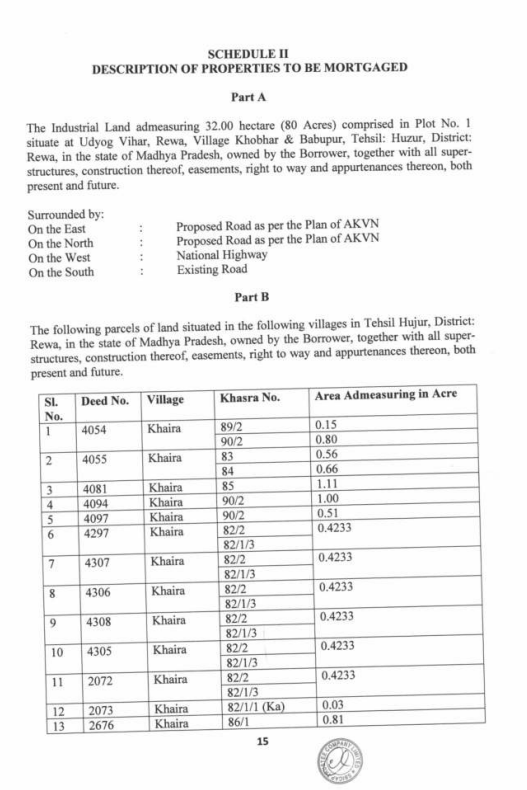 SCHEDULE II
DESCRIPTION OF PROPERTIES TO BE MORTGAGED
Part A
The Industrial Land admeasuring 32.00 hectare (80 Acres) comprised in Plot No. 1
situate at Udyog Vihar, Rewa, Village Khobhar & Babupur, Tehsil: Huzur, District:
Rewa, in the state of Madhya Pradesh, owned by the Borrower, together with all super-
structures, construction thereof, easements, right to way and appurtenances thereon, both
present and future.
Surrounded by:
On the East : Proposed Road as per the Plan of AKVN
On the North : Proposed Road as per the Plan of AKVN
On the West : National Highway
On the South : Existing Road
Part B
The following parcels of land situated in the following villages in Tehsil Hujur, District:
Rewa, in the state of Madhya Pradesh, owned by the Borrower, together with all super-
structures, construction thereof, easements, right to way and appurtenances thereon, both
present and future.
Sl. Deed No. Village Khasra No. Area Admeasuring in Acre
No.
1 4054 Khaira 89/2 0.15
90/2 0.80
2 4055 Khaira 83 0.56
84 0.66
3 4081 Khaira 85 1.11
4 4094 Khaira 90/2 1.00
5 4097 Khaira 90/2 0.51
6 4297 Khaira 82/2 0.4233
82/1/3
7 4307 Khaira 82/2 0.4233
82/1/3
8 4306 Khaira 82/2 0.4233
82/1/3
9 4308 Khaira 82/2 0.4233
82/1/3
10 4305 Khaira 82/2 0.4233
82/1/3
11 2072 Khaira 82/2 0.4233
82/1/3
12 2073 Khaira 82/1/1 (Ka) 0.03
13 2676 Khaira 86/1 0.81
15